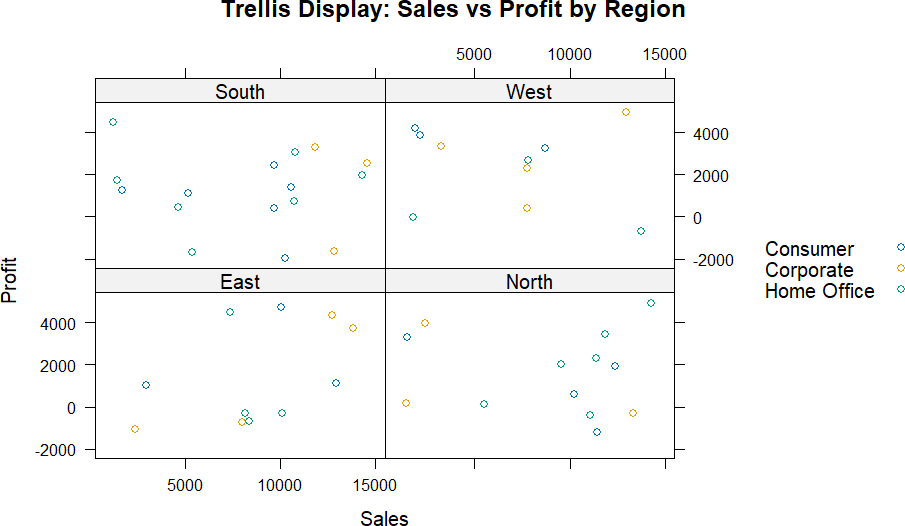 Trellis Display: Sales vs Profit by Region
5000 10000 15000
South West
4000
2000
0
-2000
East North
4000
2000
0
-2000
5000 10000 15000
Profit
Sales
Consumer
Corporate
Home Office